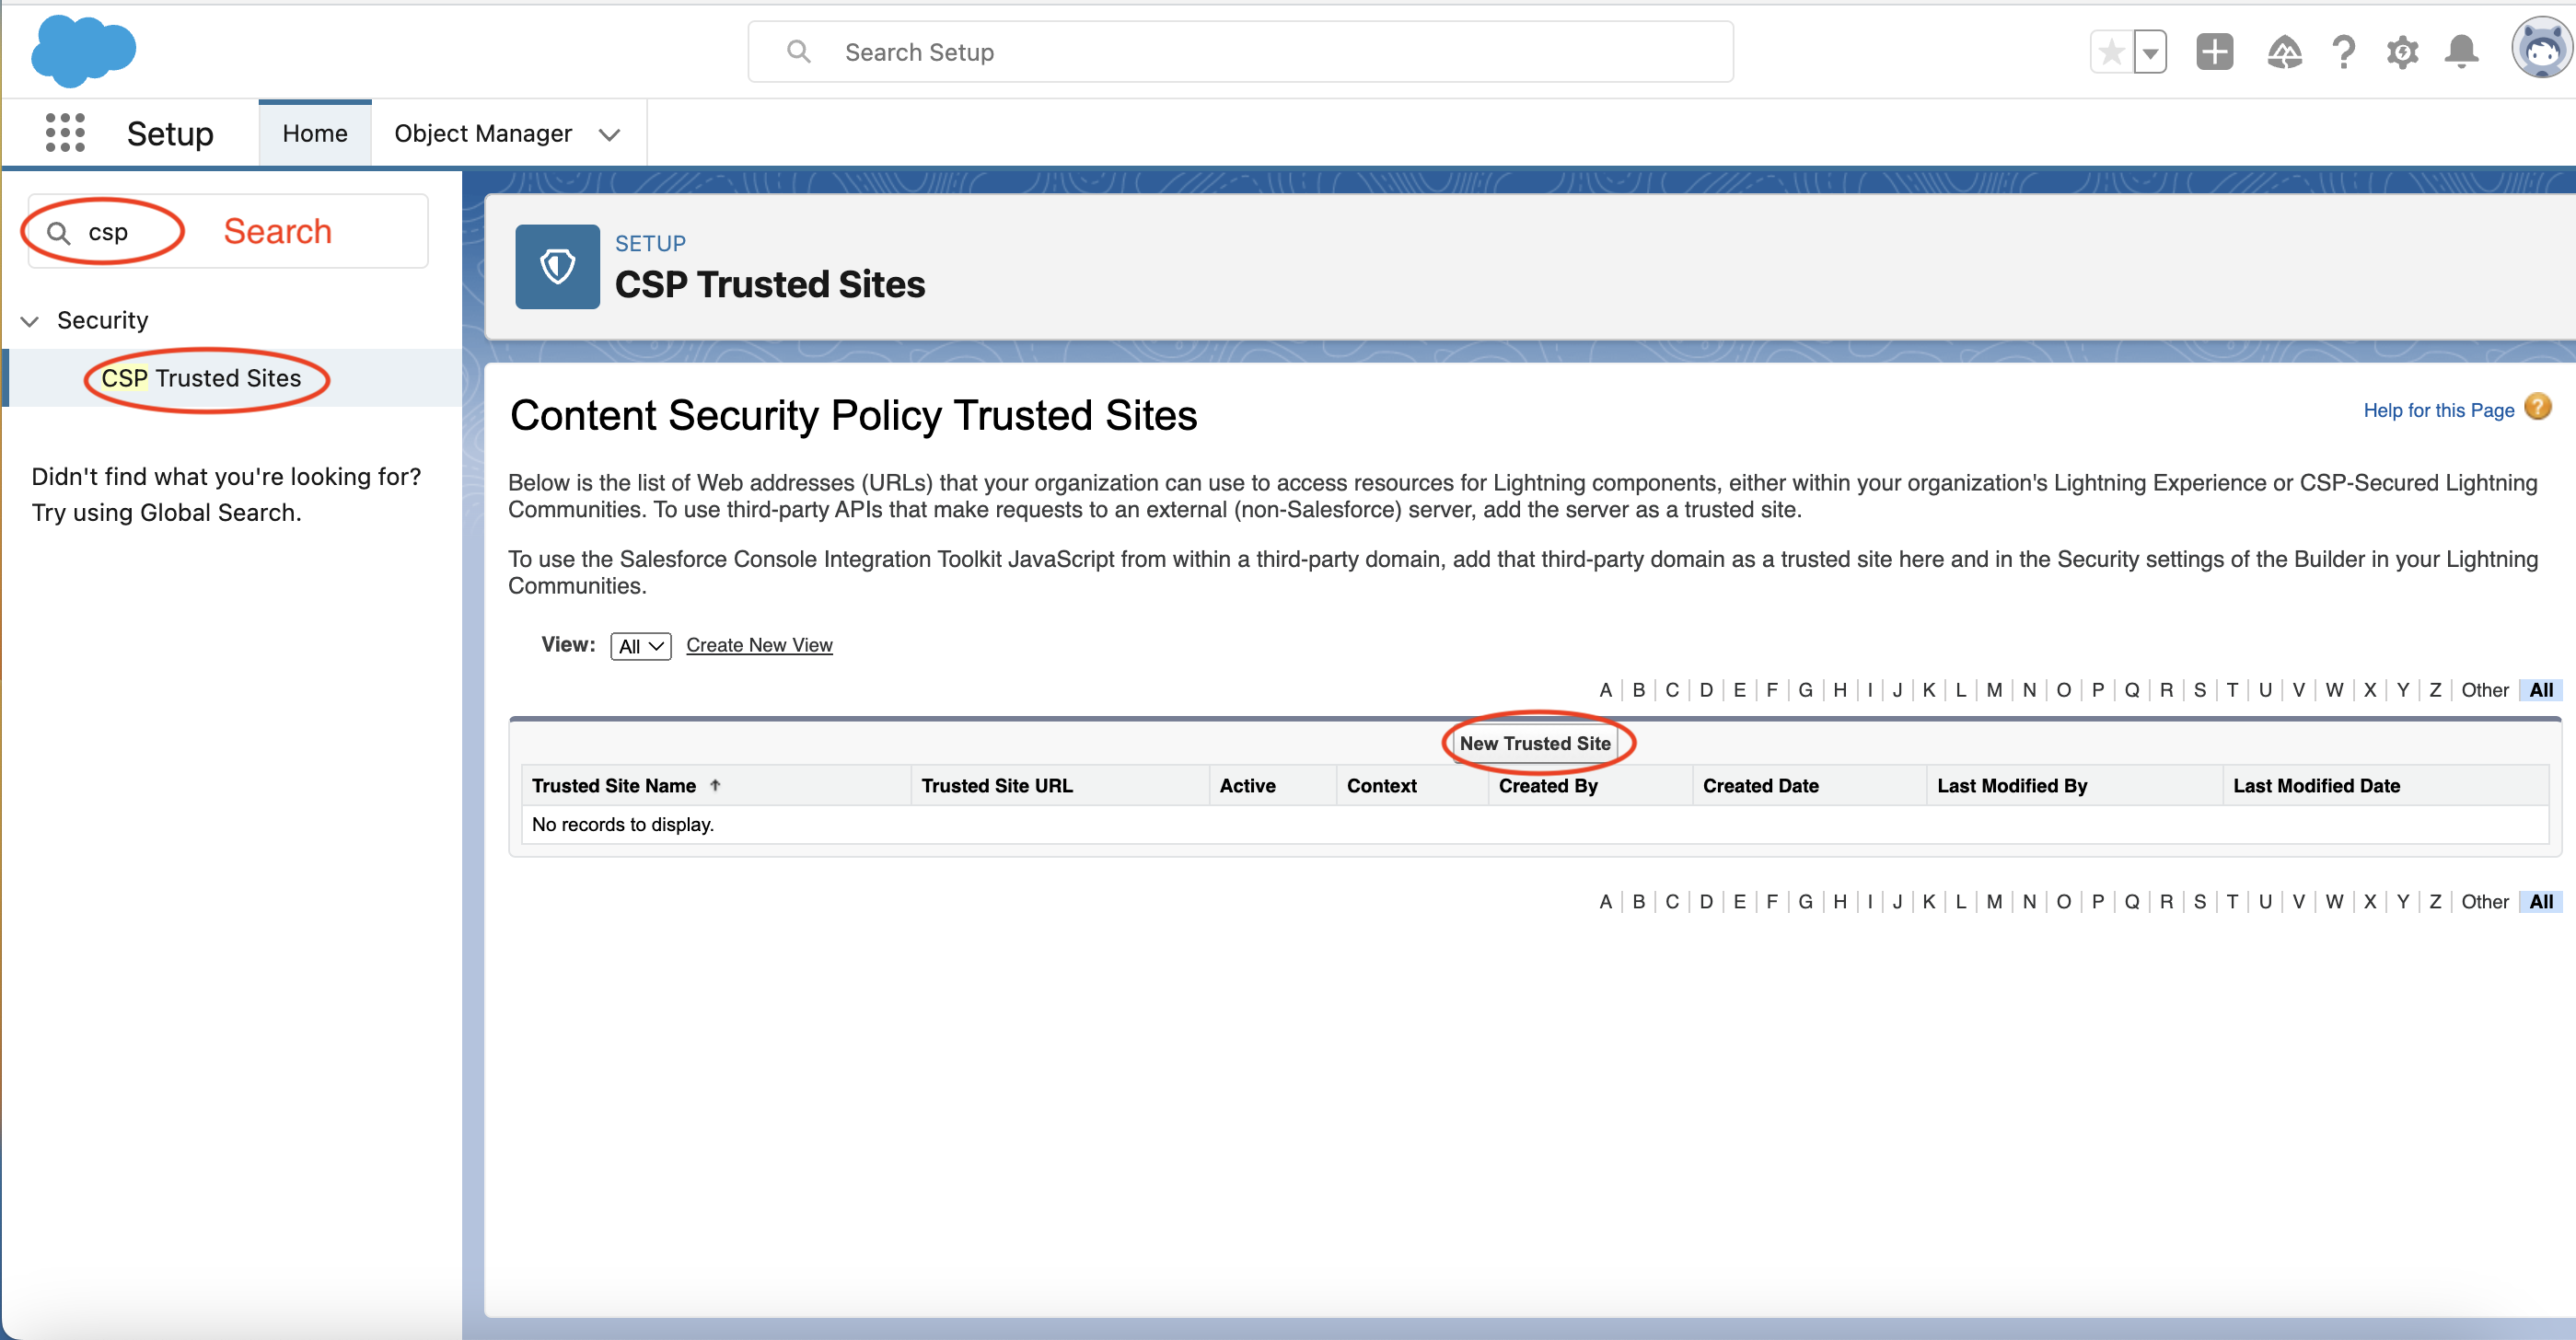 Search Setup
Setup
Home
Object Manager
csp
Search
Security
CSP Trusted Sites
Didn't find what you're looking for?
Try using Global Search.
SETUP
CSP Trusted Sites
Content Security Policy Trusted Sites
Help for this Page
Below is the list of Web addresses (URLs) that your organization can use to access resources for Lightning components, either within your organization's Lightning Experience or CSP-Secured Lightning
Communities. To use third-party APIs that make requests to an external (non-Salesforce) server, add the server as a trusted site.
To use the Salesforce Console Integration Toolkit JavaScript from within a third-party domain, add that third-party domain as a trusted site here and in the Security settings of the Builder in your Lightning
Communities.
View: All Create New View
A | B | C | D | E | F | G | H | I | J | K | L | M | N | O | P | Q | R | S | T | U | V | W | X | Y | Z | Other | All
New Trusted Site
Trusted Site Name ↑ Trusted Site URL Active Context Created By Created Date Last Modified By Last Modified Date
No records to display.
A | B | C | D | E | F | G | H | I | J | K | L | M | N | O | P | Q | R | S | T | U | V | W | X | Y | Z | Other | All